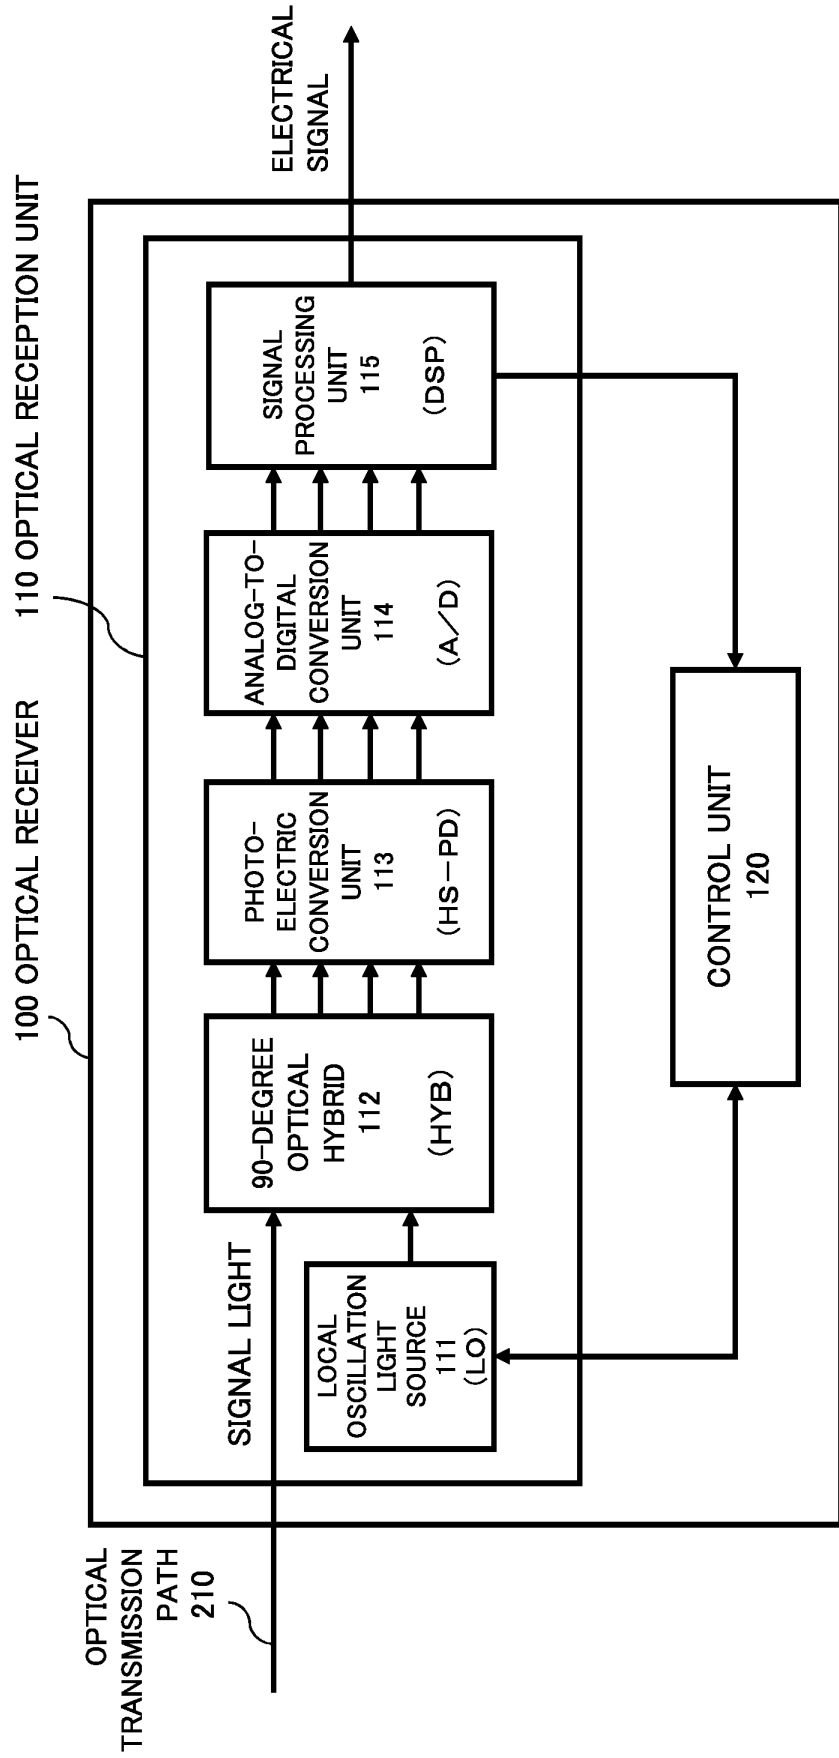 100 OPTICAL RECEIVER
110 OPTICAL RECEPTION UNIT
OPTICAL
TRANSMISSION
PATH
210
SIGNAL LIGHT
LOCAL
OSCILLATION
LIGHT
SOURCE
111
(LO)
90-DEGREE
OPTICAL
HYBRID
112
(HYB)
PHOTO-
ELECTRIC
CONVERSION
UNIT
113
(HS-PD)
ANALOG-TO-
DIGITAL
CONVERSION
UNIT
114
(A/D)
SIGNAL
PROCESSING
UNIT
115
(DSP)
ELECTRICAL
SIGNAL
CONTROL UNIT
120